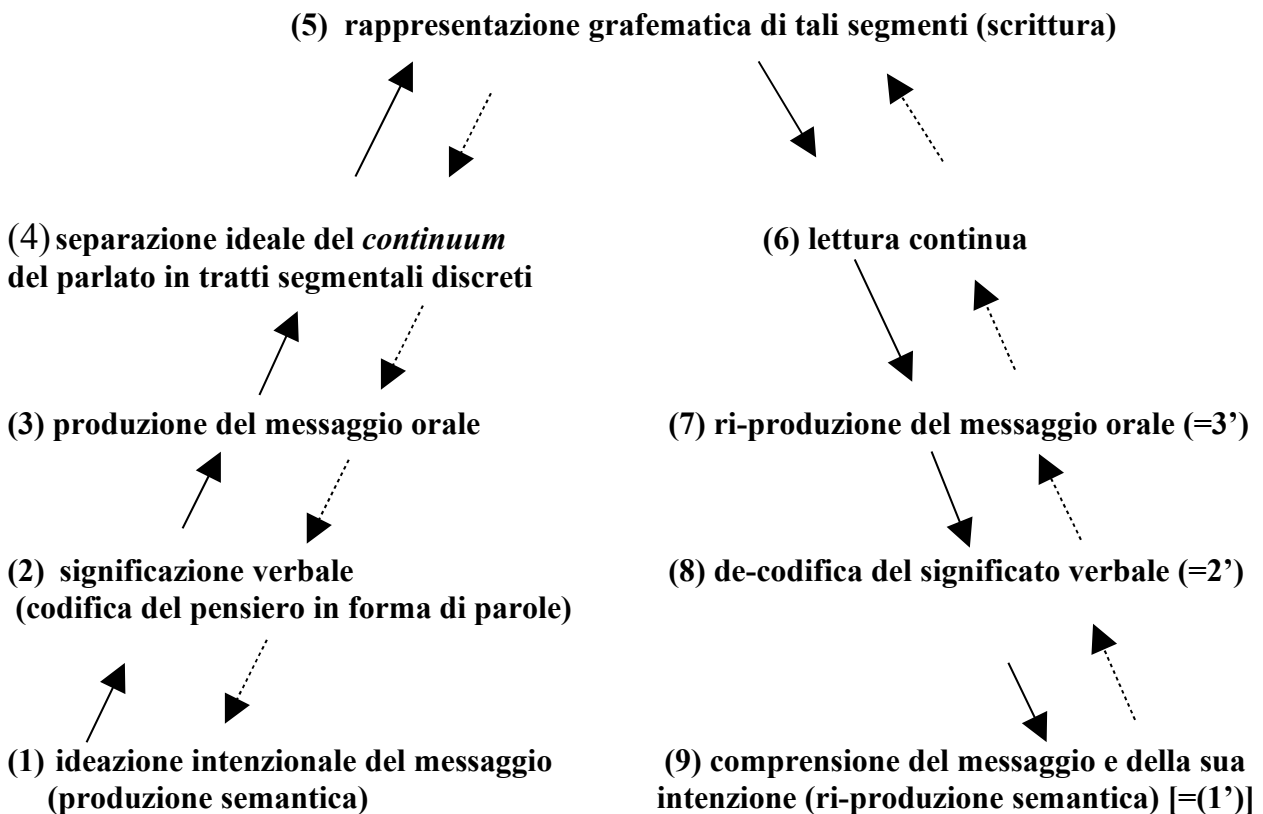 (5) rappresentazione grafematica di tali segmenti (scrittura)
(4) separazione ideale del continuum
del parlato in tratti segmentali discreti
(6) lettura continua
(3) produzione del messaggio orale
(7) ri-produzione del messaggio orale (=3’)
(2) significazione verbale
(codifica del pensiero in forma di parole)
(8) de-codifica del significato verbale (=2’)
(1) ideazione intenzionale del messaggio
(produzione semantica)
(9) comprensione del messaggio e della sua
intenzione (ri-produzione semantica) [=(1’)]